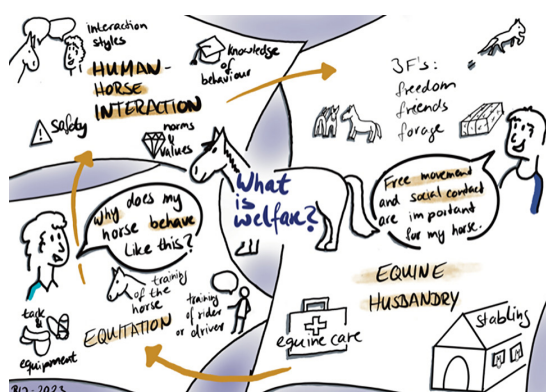 interaction
styles
HUMAN-
HORSE
INTERACTION
knowledge
of
behaviour
safety
norms
&
values
3F's:
freedom
friends
forage
What
is
welfare?
Free movement
and social contact
are important
for my horse.
Why does my
horse behave
like this?
training
of the
horse
training
of rider
or driver
EQUITATION
tack
&
equipment
EQUINE
HUSBANDRY
equine care
stabling